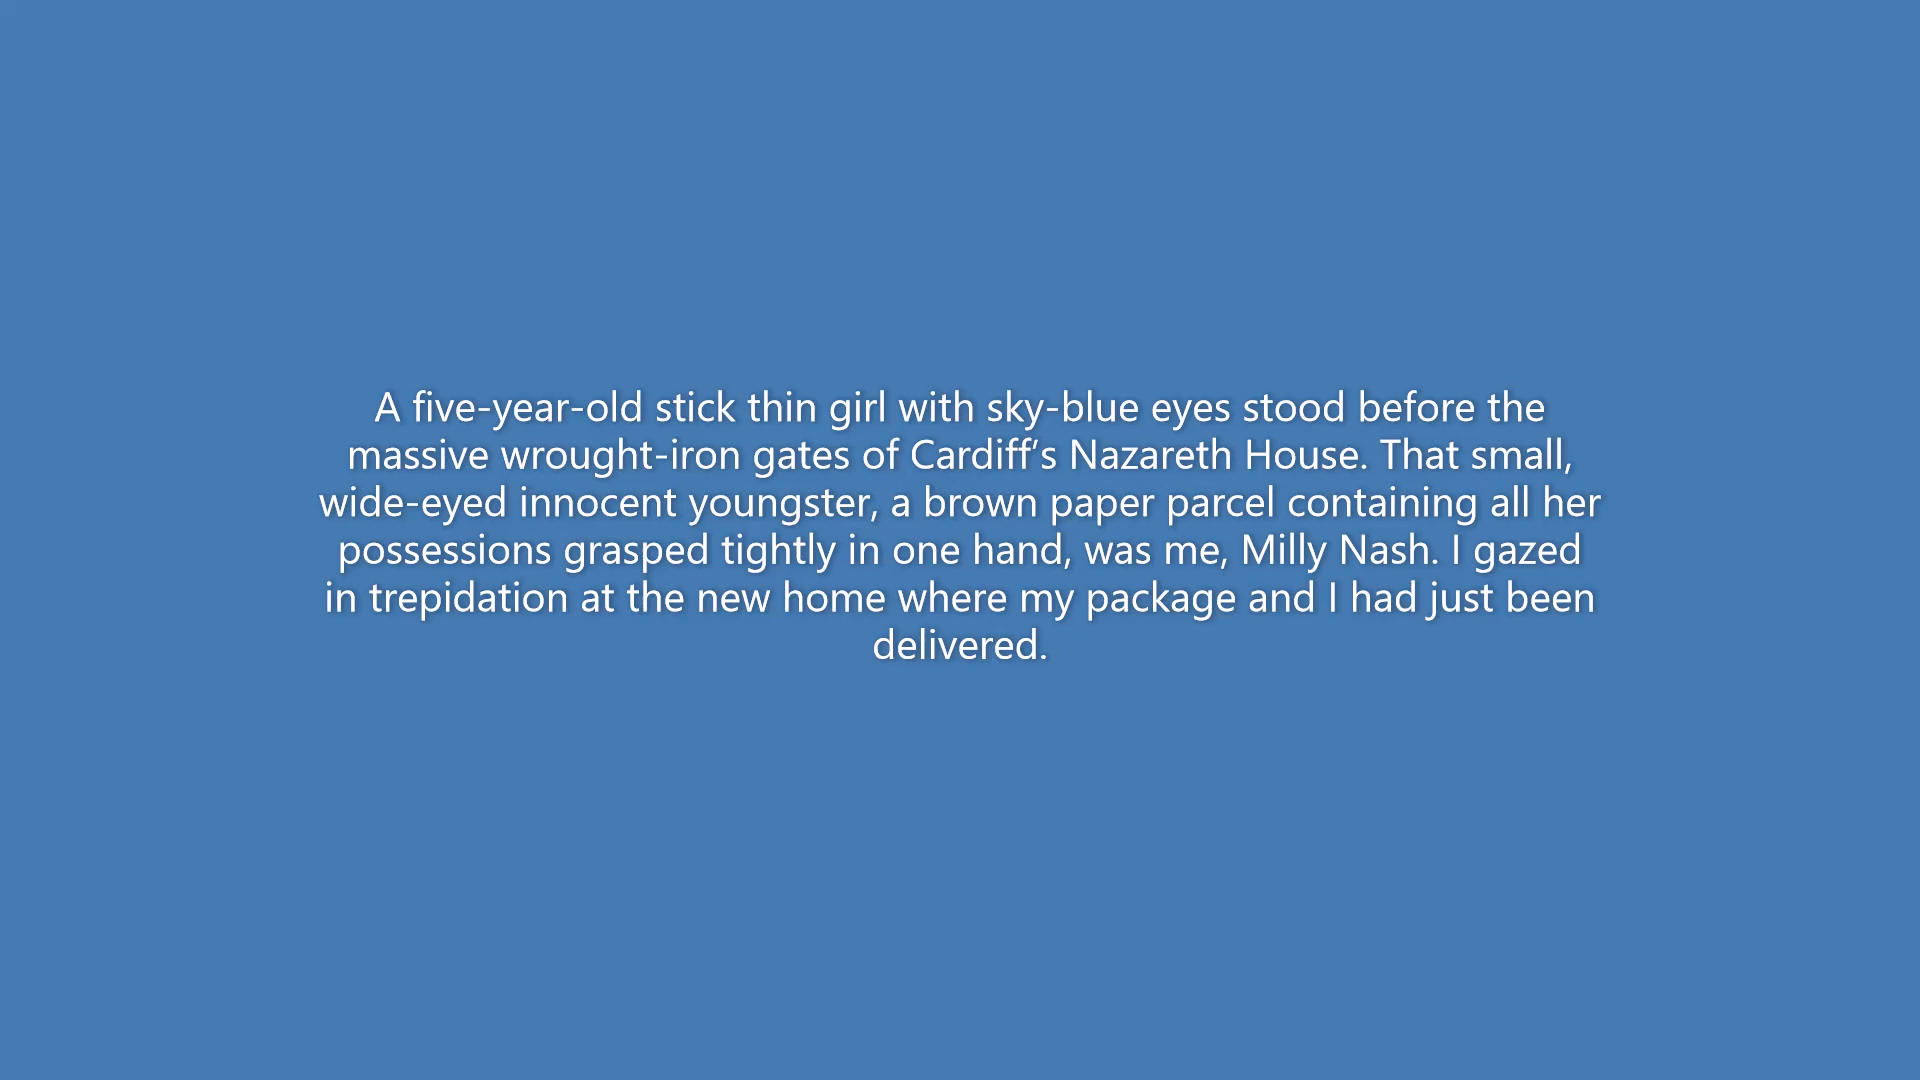 A five-year-old stick thin girl with sky-blue eyes stood before the
massive wrought-iron gates of Cardiff’s Nazareth House. That small,
wide-eyed innocent youngster, a brown paper parcel containing all her
possessions grasped tightly in one hand, was me, Milly Nash. I gazed
in trepidation at the new home where my package and I had just been
delivered.